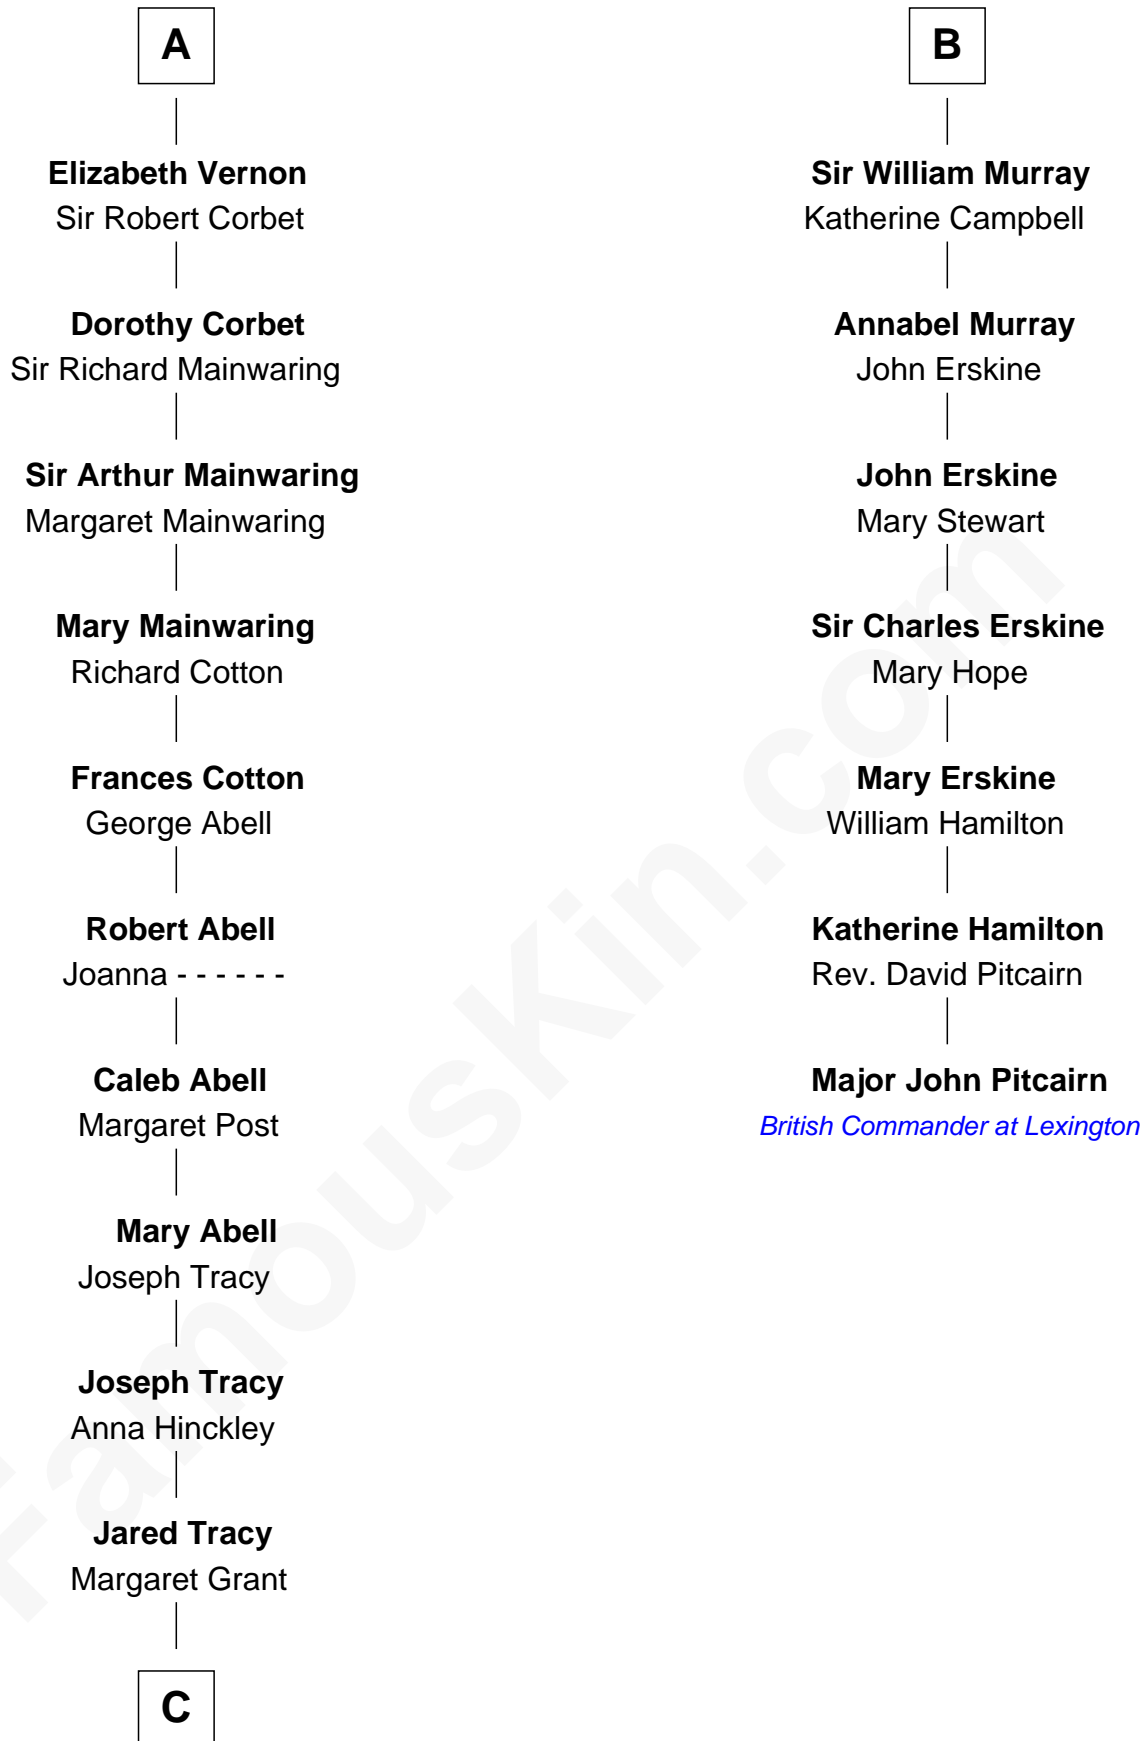 A
Elizabeth Vernon
Sir Robert Corbet
Dorothy Corbet
Sir Richard Mainwaring
Sir Arthur Mainwaring
Margaret Mainwaring
Mary Mainwaring
Richard Cotton
Frances Cotton
George Abell
Robert Abell
Joanna - - - - - -
Caleb Abell
Margaret Post
Mary Abell
Joseph Tracy
Joseph Tracy
Anna Hinckley
Jared Tracy
Margaret Grant
C
B
Sir William Murray
Katherine Campbell
Annabel Murray
John Erskine
John Erskine
Mary Stewart
Sir Charles Erskine
Mary Hope
Mary Erskine
William Hamilton
Katherine Hamilton
Rev. David Pitcairn
Major John Pitcairn
British Commander at Lexington
FamousKin.com